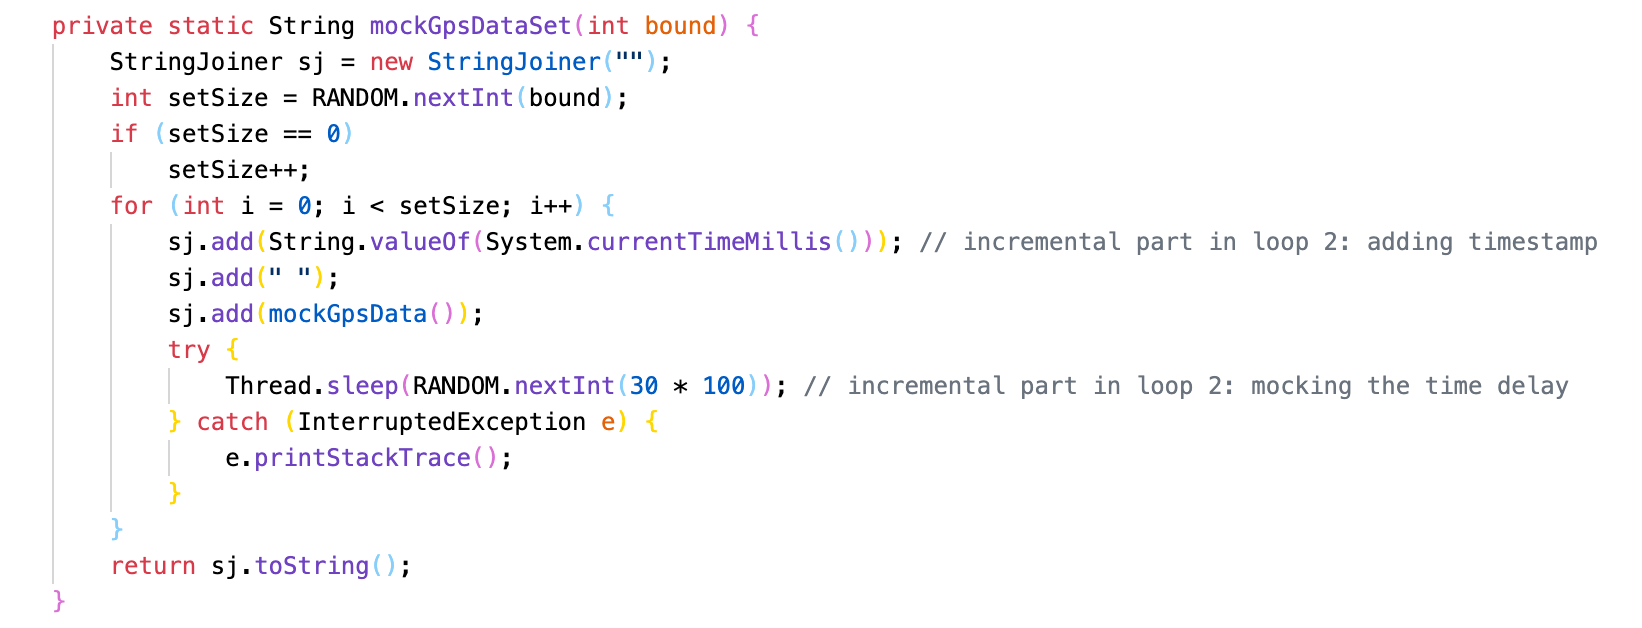 private static String mockGpsDataSet(int bound) {
    StringJoiner sj = new StringJoiner("");
    int setSize = RANDOM.nextInt(bound);
    if (setSize == 0)
        setSize++;
    for (int i = 0; i < setSize; i++) {
        sj.add(String.valueOf(System.currentTimeMillis())); // incremental part in loop 2: adding timestamp
        sj.add(" ");
        sj.add(mockGpsData());
        try {
            Thread.sleep(RANDOM.nextInt(30 * 100)); // incremental part in loop 2: mocking the time delay
        } catch (InterruptedException e) {
            e.printStackTrace();
        }
    }
    return sj.toString();
}